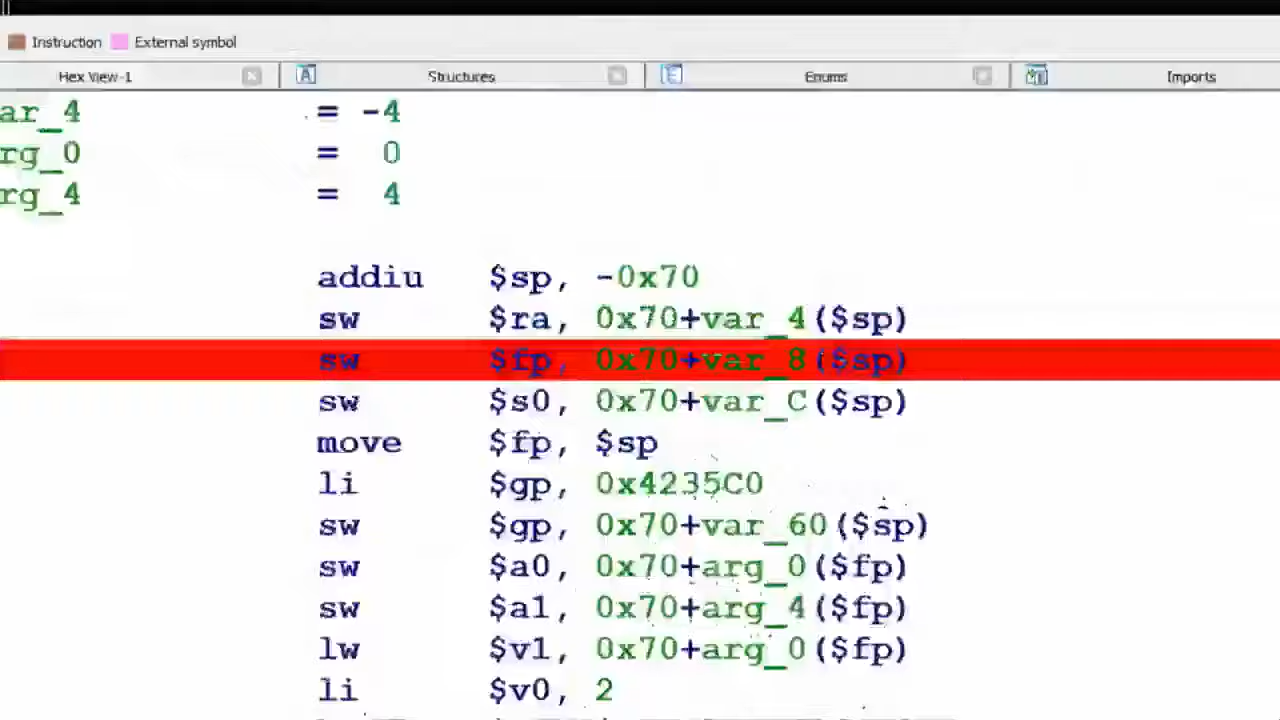 Instruction External symbol
Hex View-1 Structures Enums Imports
ar_4 = -4
rg_0 = 0
rg_4 = 4
addiu $sp, -0x70
sw $ra, 0x70+var_4($sp)
sw $fp, 0x70+var_8($sp)
sw $s0, 0x70+var_C($sp)
move $fp, $sp
li $gp, 0x4235C0
sw $gp, 0x70+var_60($sp)
sw $a0, 0x70+arg_0($fp)
sw $a1, 0x70+arg_4($fp)
lw $v1, 0x70+arg_0($fp)
li $v0, 2